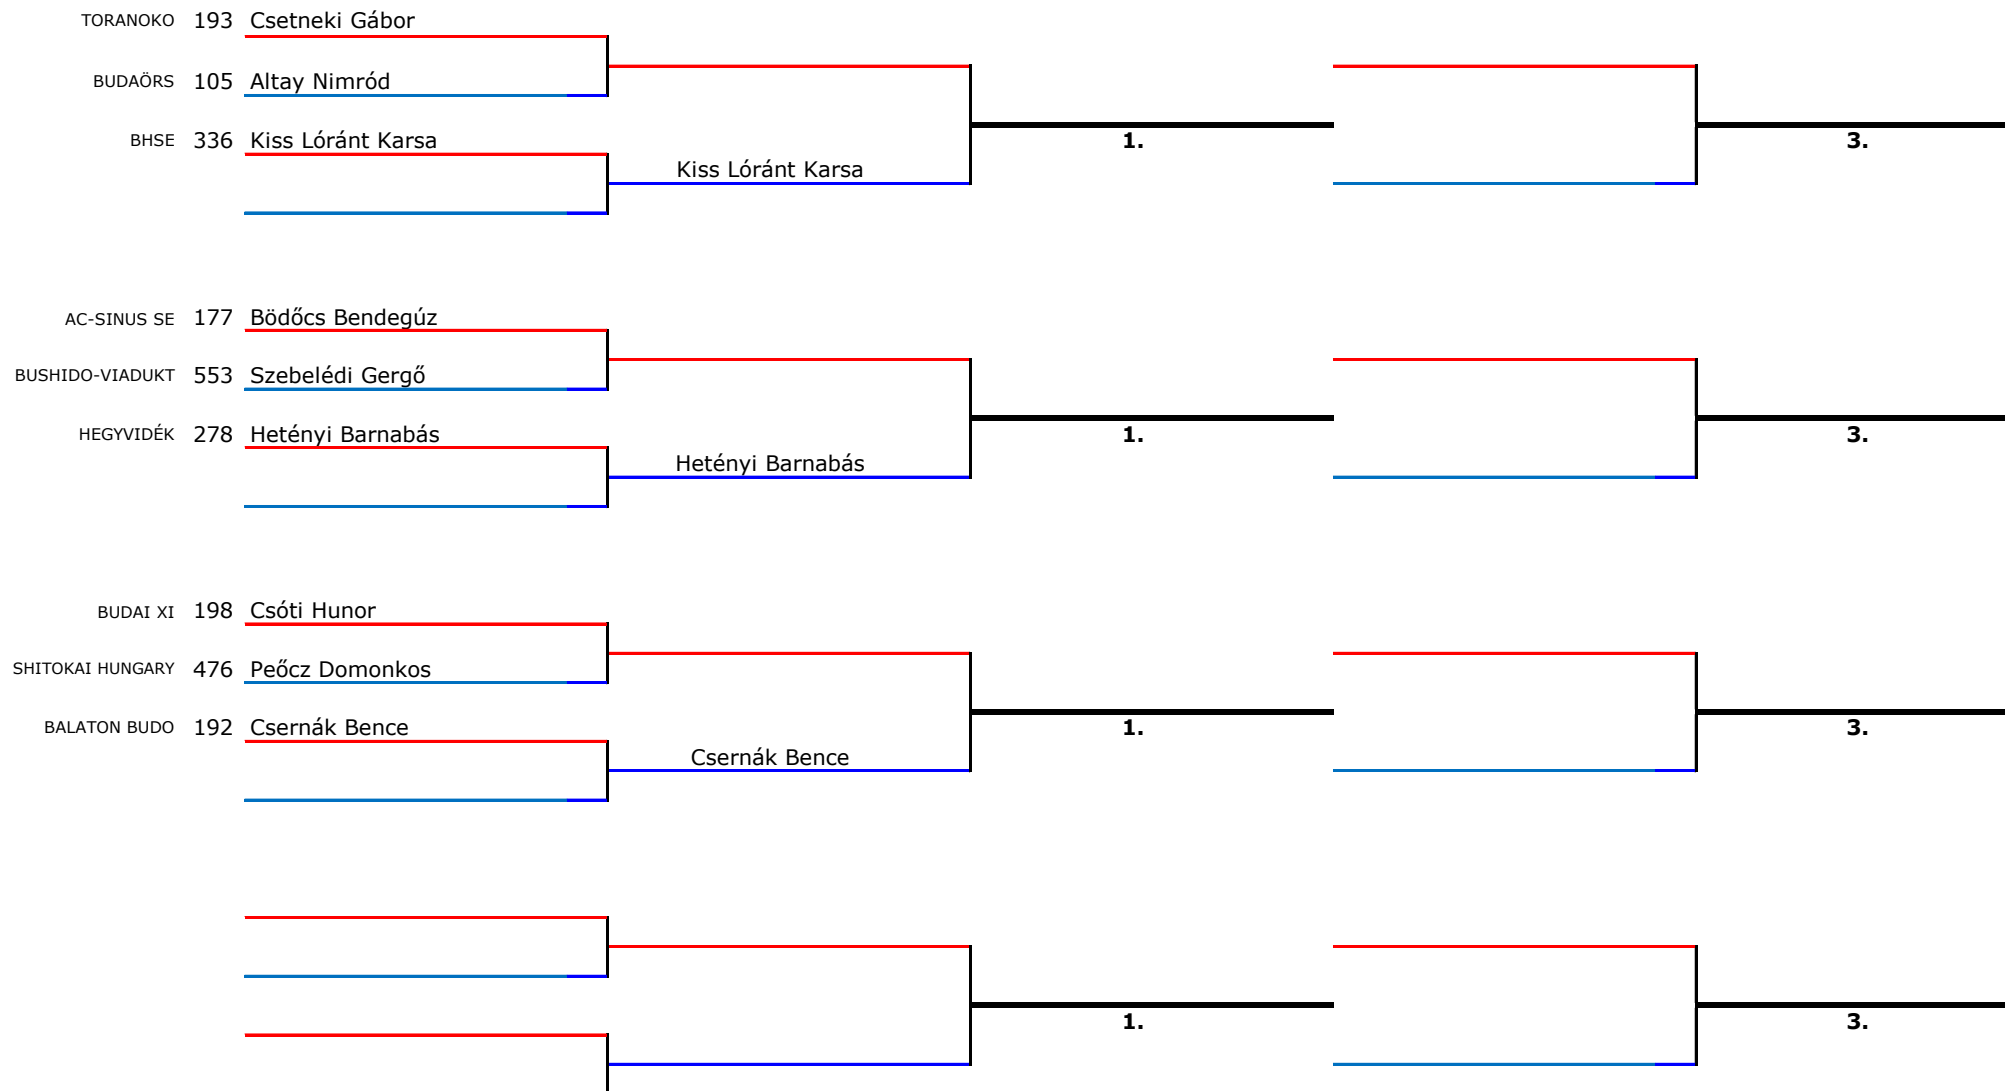 TORANOKO 193 Csetneki Gábor
BUDAÖRS 105 Altay Nimród
BHSE 336 Kiss Lóránt Karsa
1. 3.
Kiss Lóránt Karsa
AC-SINUS SE 177 Bödőcs Bendegúz
BUSHIDO-VIADUKT 553 Szebelédi Gergő
HEGYVIDÉK 278 Hetényi Barnabás
1. 3.
Hetényi Barnabás
BUDAI XI 198 Csóti Hunor
SHITOKAI HUNGARY 476 Peőcz Domonkos
BALATON BUDO 192 Csernák Bence
1. 3.
Csernák Bence
1. 3.